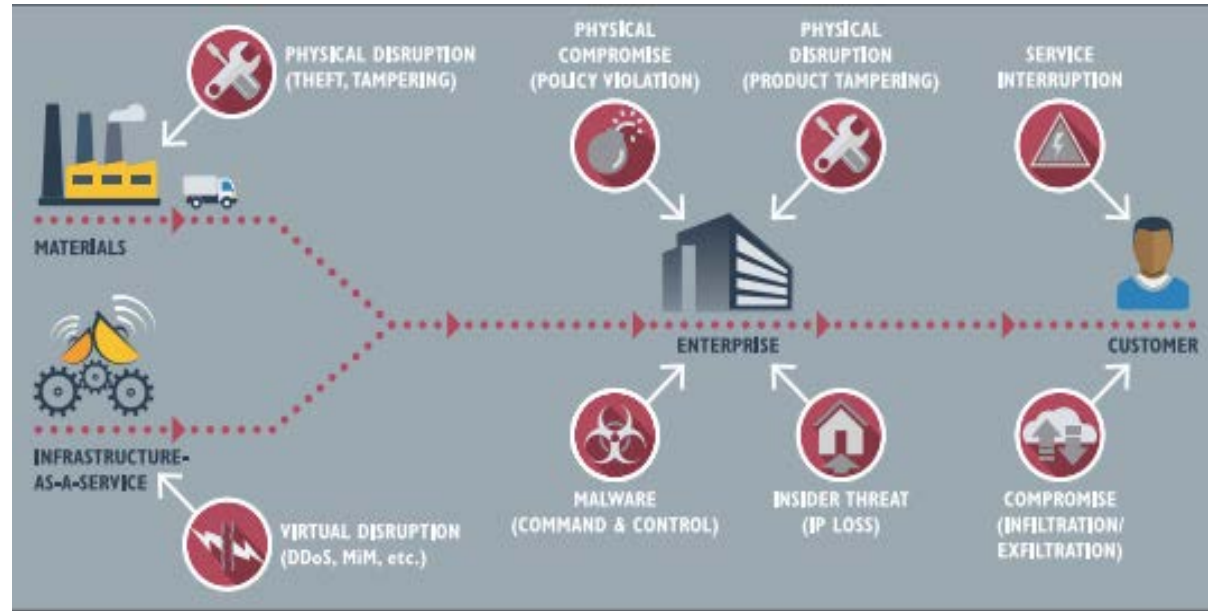 PHYSICAL DISRUPTION
(THEFT, TAMPERING)
PHYSICAL
COMPROMISE
(POLICY VIOLATION)
PHYSICAL
DISRUPTION
(PRODUCT TAMPERING)
SERVICE
INTERRUPTION
MATERIALS
ENTERPRISE
CUSTOMER
INFRASTRUCTURE-
AS-A-SERVICE
VIRTUAL DISRUPTION
(DDoS, MiM, etc.)
MALWARE
(COMMAND & CONTROL)
INSIDER THREAT
(IP LOSS)
COMPROMISE
(INFILTRATION/
EXFILTRATION)